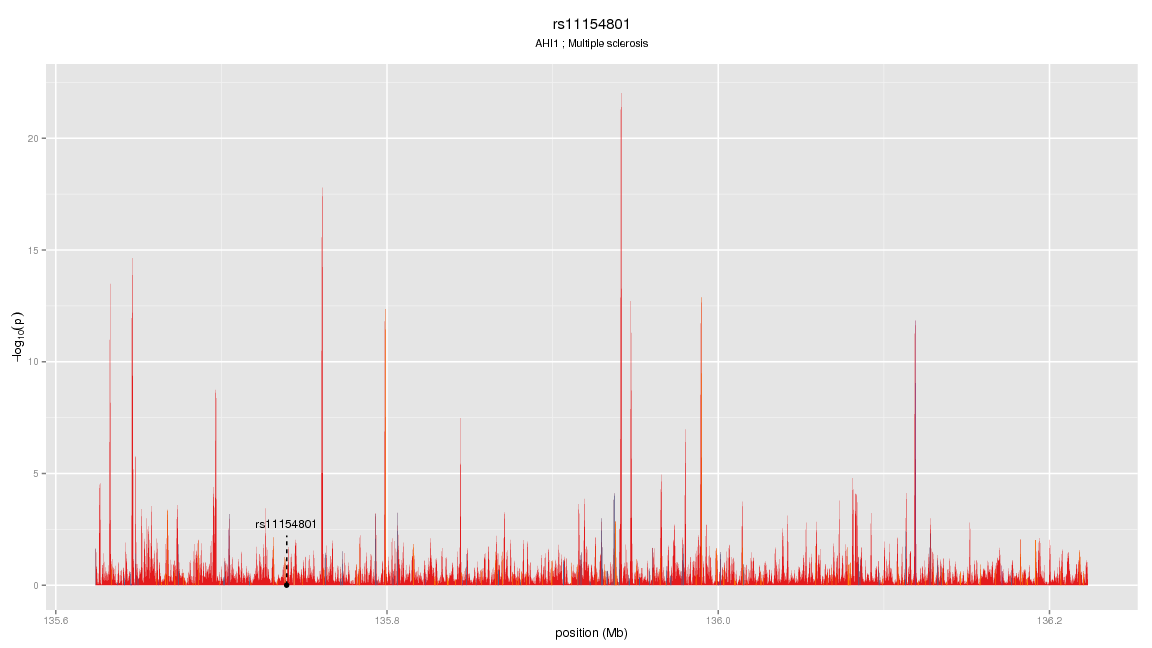 rs11154801
AHI1 ; Multiple sclerosis
20
15
10
5
0
−log10(p)
rs11154801
135.6 135.8 136.0 136.2
position (Mb)